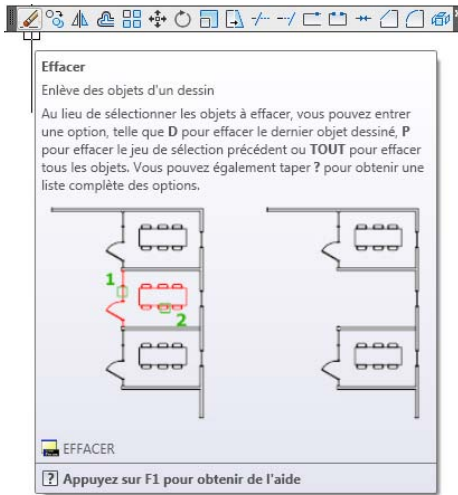 Effacer
Enlève des objets d'un dessin
Au lieu de sélectionner les objets à effacer, vous pouvez entrer
une option, telle que D pour effacer le dernier objet dessiné, P
pour effacer le jeu de sélection précédent ou TOUT pour effacer
tous les objets. Vous pouvez également taper ? pour obtenir une
liste complète des options.
1
2
EFFACER
? Appuyez sur F1 pour obtenir de l'aide